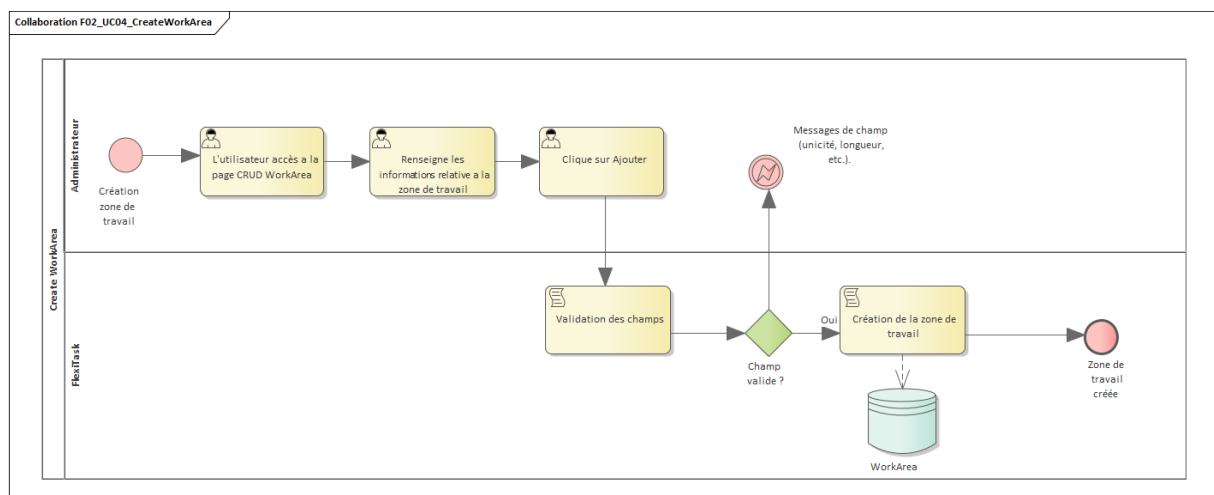 Collaboration F02_UC04_CreateWorkArea
Create WorkArea
Administrateur
Création
zone de
travail
L'utilisateur accès a la
page CRUD WorkArea
Renseigne les
informations relative a la
zone de travail
Clique sur Ajouter
Messages de champ
(unicité, longueur,
etc.).
FlexiTask
Validation des champs
Champ
valide ?
Oui
Création de la zone de
travail
WorkArea
Zone de
travail
créée